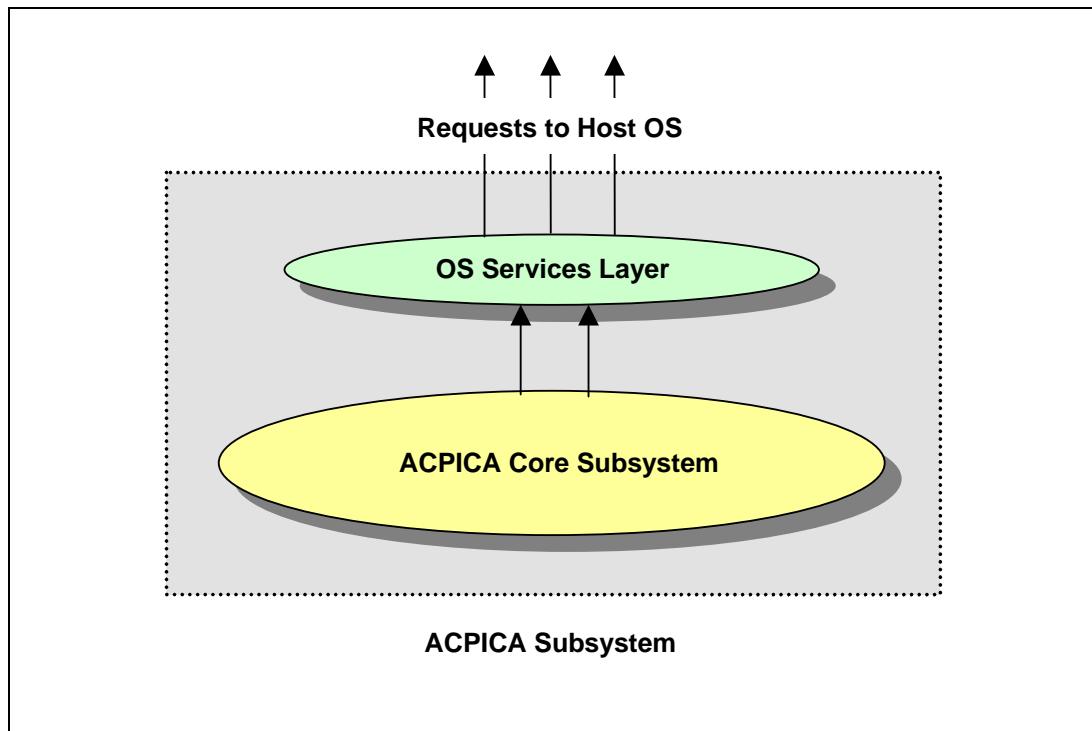 Requests to Host OS
OS Services Layer
ACPICA Core Subsystem
ACPICA Subsystem